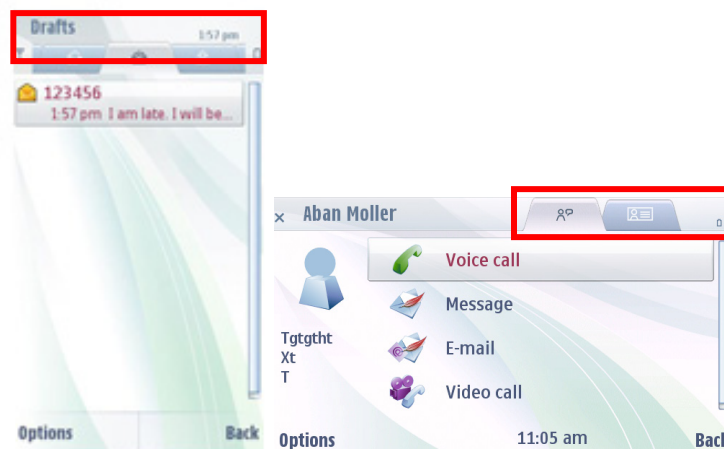 Drafts
1:57 pm
123456
1:57 pm I am late. I will be...
Options Back
Aban Moller
Voice call
Message
E-mail
Video call
Tgtgtht
Xt
T
Options 11:05 am Back